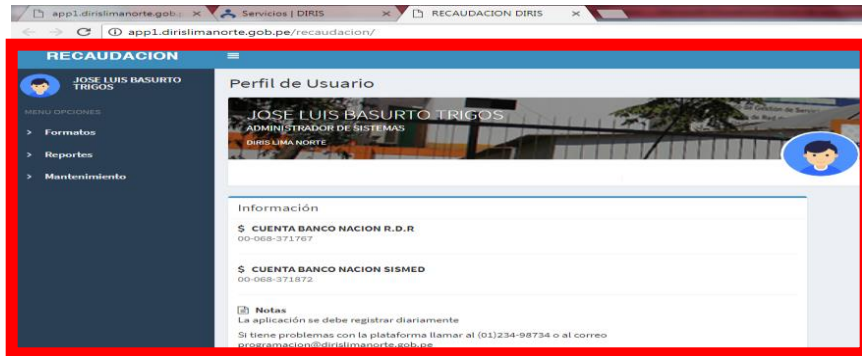 app1.dirislimanorte.gob.
Servicios | DIRIS
RECAUDACION DIRIS
app1.dirislimanorte.gob.pe/recaudacion/
RECAUDACION
JOSE LUIS BASURTO
TRIGOS
MENU OPCIONES
> Formatos
> Reportes
> Mantenimiento
Perfil de Usuario
JOSE LUIS BASURTO TRIGOS
ADMINISTRADOR DE SISTEMAS
DIRIS LIMA NORTE
Información
$ CUENTA BANCO NACION R.D.R
00-068-371767
$ CUENTA BANCO NACION SISMED
00-068-371872
Notas
La aplicación se debe registrar diariamente
Si tiene problemas con la plataforma llamar al (01)234-98734 o al correo
programacion@dirislimanorte.gob.pe